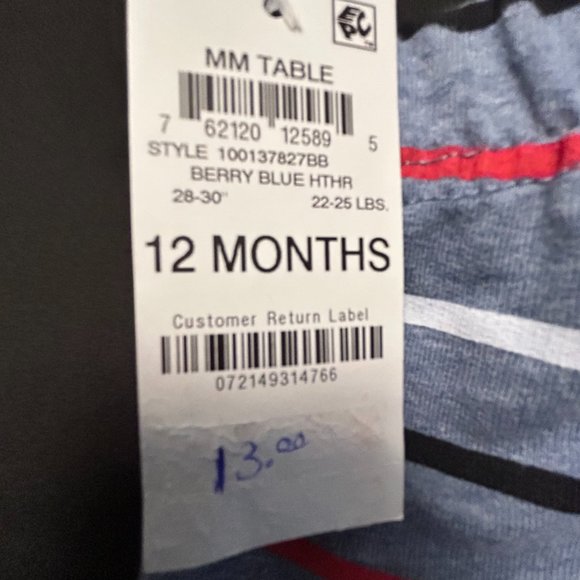 EPC
MM TABLE
7 62120 12589 5
STYLE 100137827BB
BERRY BLUE HTHR
28-30" 22-25 LBS.
12 MONTHS
Customer Return Label
072149314766
13.00